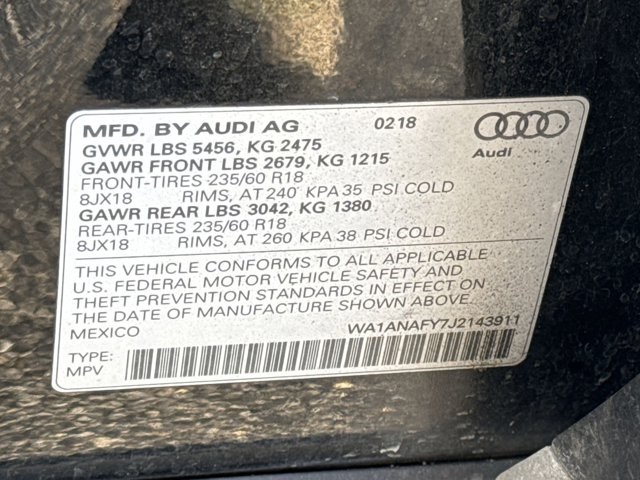 MFD. BY AUDI AG 0218
GVWR LBS 5456, KG 2475
GAWR FRONT LBS 2679, KG 1215
FRONT-TIRES 235/60 R18
8JX18 RIMS, AT 240 KPA 35 PSI COLD
GAWR REAR LBS 3042, KG 1380
REAR-TIRES 235/60 R18
8JX18 RIMS, AT 260 KPA 38 PSI COLD
Audi
THIS VEHICLE CONFORMS TO ALL APPLICABLE
U.S. FEDERAL MOTOR VEHICLE SAFETY AND
THEFT PREVENTION STANDARDS IN EFFECT ON
THE DATE OF MANUFACTURE SHOWN ABOVE.
MEXICO WA1ANAFY7J2143911
TYPE:
MPV